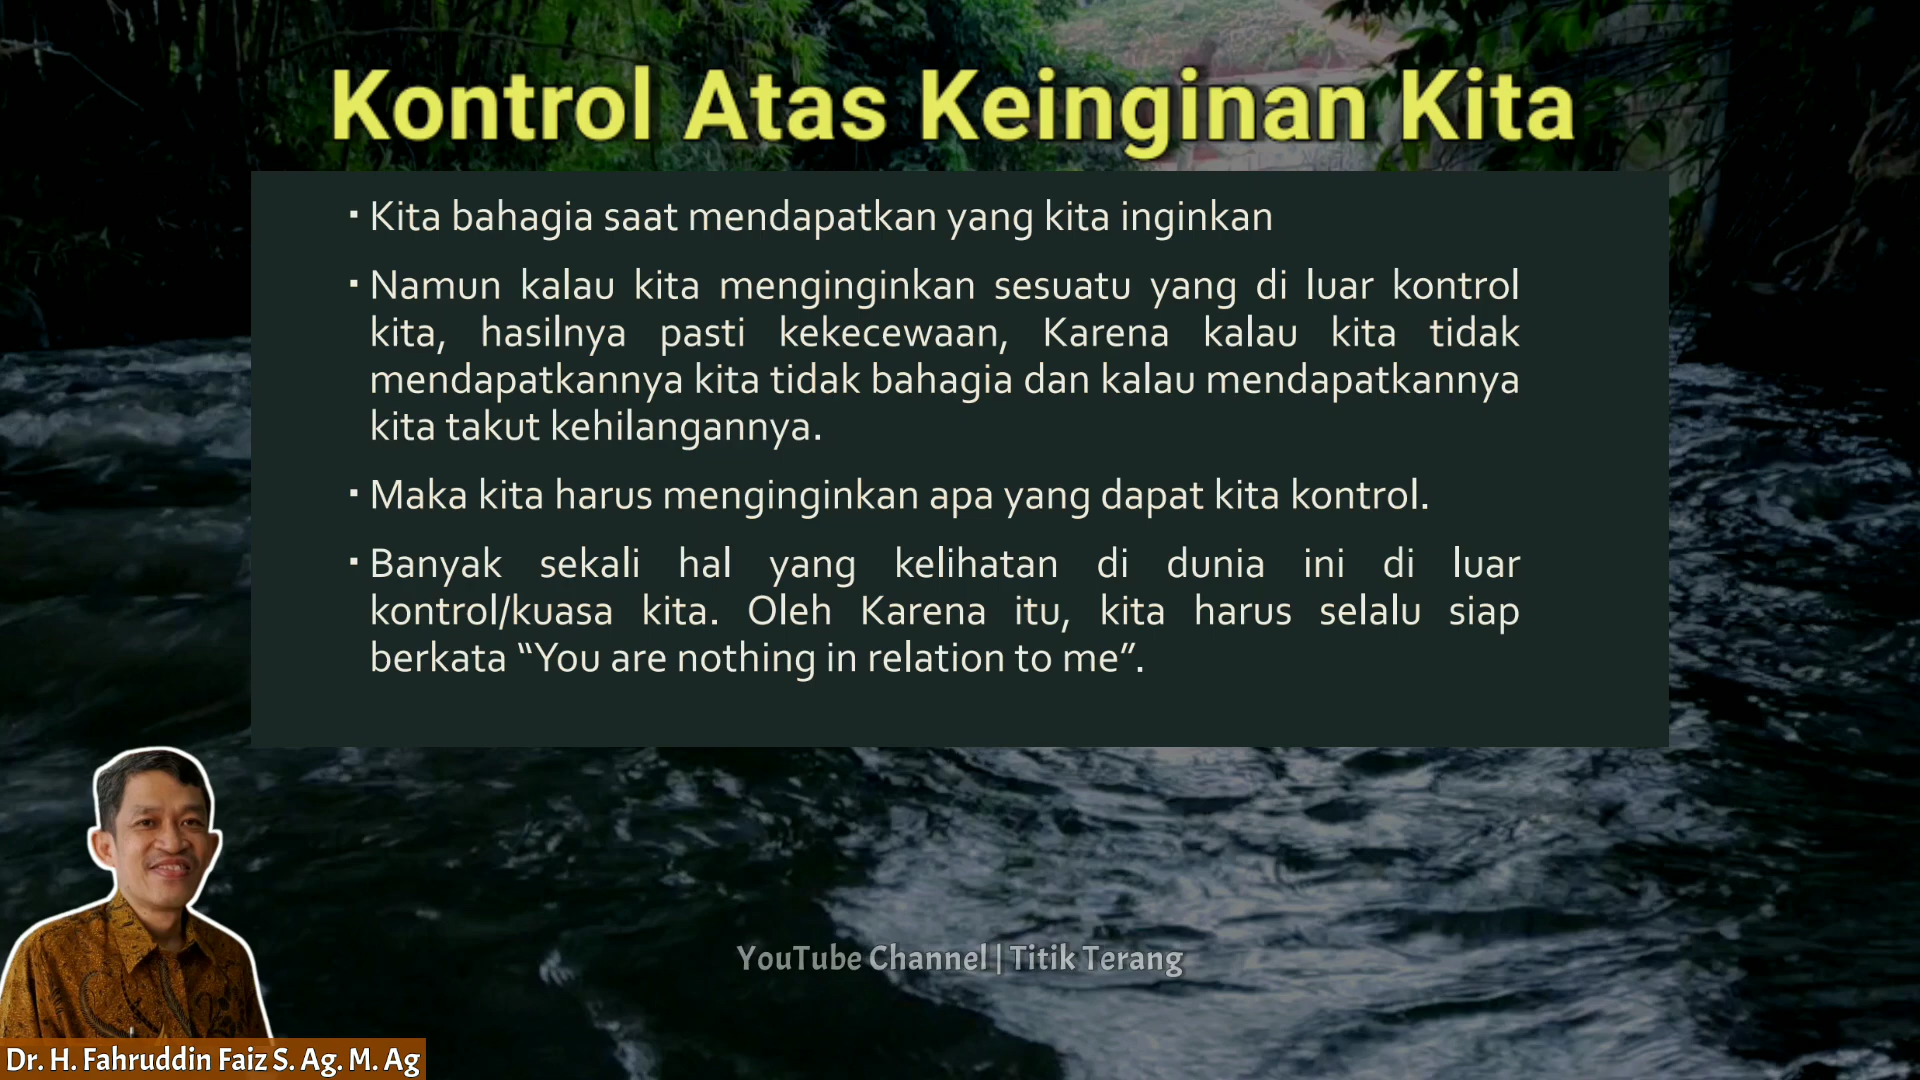 Kontrol Atas Keinginan Kita
▪ Kita bahagia saat mendapatkan yang kita inginkan
▪ Namun kalau kita menginginkan sesuatu yang di luar kontrol
kita, hasilnya pasti kekecewaan, Karena kalau kita tidak
mendapatkannya kita tidak bahagia dan kalau mendapatkannya
kita takut kehilangannya.
▪ Maka kita harus menginginkan apa yang dapat kita kontrol.
▪ Banyak sekali hal yang kelihatan di dunia ini di luar
kontrol/kuasa kita. Oleh Karena itu, kita harus selalu siap
berkata “You are nothing in relation to me”.
YouTube Channel | Titik Terang
Dr. H. Fahruddin Faiz S. Ag. M. Ag